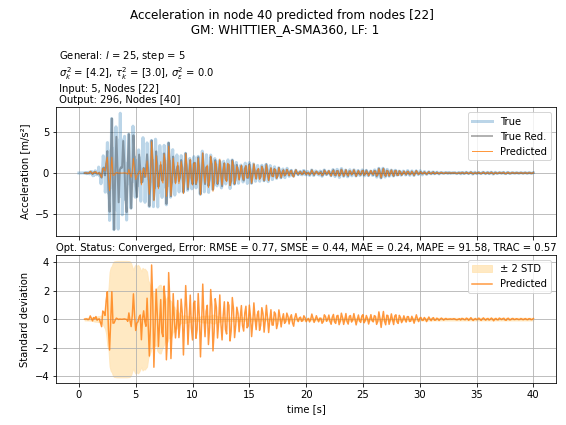 Acceleration in node 40 predicted from nodes [22]
GM: WHITTIER_A-SMA360, LF: 1
General: l = 25, step = 5
σ²ₖ = [4.2], τ²ₖ = [3.0], σ²ε = 0.0
Input: 5, Nodes [22]
Output: 296, Nodes [40]
Acceleration [m/s²]
5
0
−5
True
True Red.
Predicted
Opt. Status: Converged, Error: RMSE = 0.77, SMSE = 0.44, MAE = 0.24, MAPE = 91.58, TRAC = 0.57
Standard deviation
4
2
0
−2
−4
± 2 STD
Predicted
0 5 10 15 20 25 30 35 40
time [s]